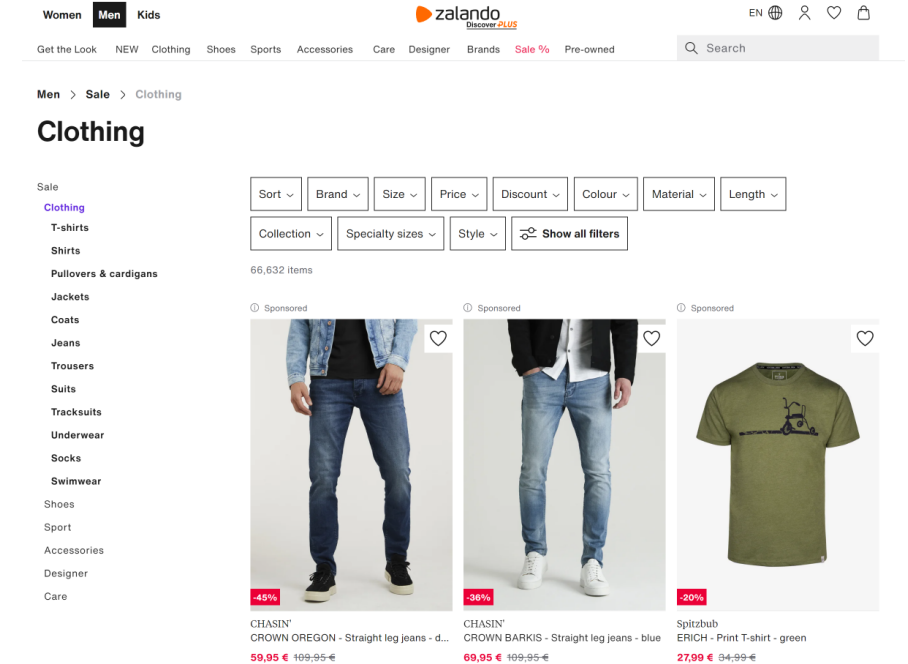 Women Men Kids
zalando
Discover PLUS
EN
Get the Look NEW Clothing Shoes Sports Accessories Care Designer Brands Sale % Pre-owned
Search
Men > Sale > Clothing
Clothing
Sale
Clothing
T-shirts
Shirts
Pullovers & cardigans
Jackets
Coats
Jeans
Trousers
Suits
Tracksuits
Underwear
Socks
Swimwear
Shoes
Sport
Accessories
Designer
Care
Sort Brand Size Price Discount Colour Material Length
Collection Specialty sizes Style Show all filters
66,632 items
Sponsored
-45%
CHASIN'
CROWN OREGON - Straight leg jeans - d...
59,95 € 109,95 €
Sponsored
-36%
CHASIN'
CROWN BARKIS - Straight leg jeans - blue
69,95 € 109,95 €
Sponsored
-20%
Spitzbub
ERICH - Print T-shirt - green
27,99 € 34,99 €